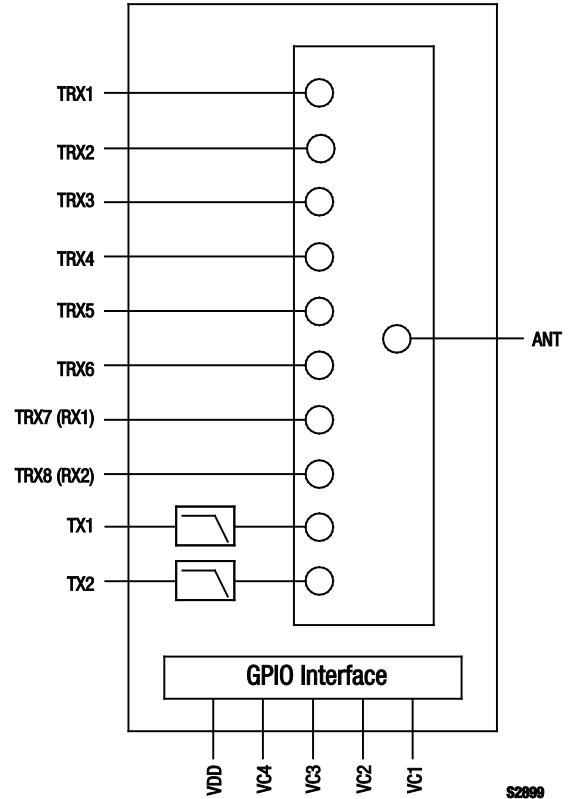 TRX1
TRX2
TRX3
TRX4
TRX5
TRX6
TRX7 (RX1)
TRX8 (RX2)
TX1
TX2
ANT
GPIO Interface
VDD
VC4
VC3
VC2
VC1
S2899